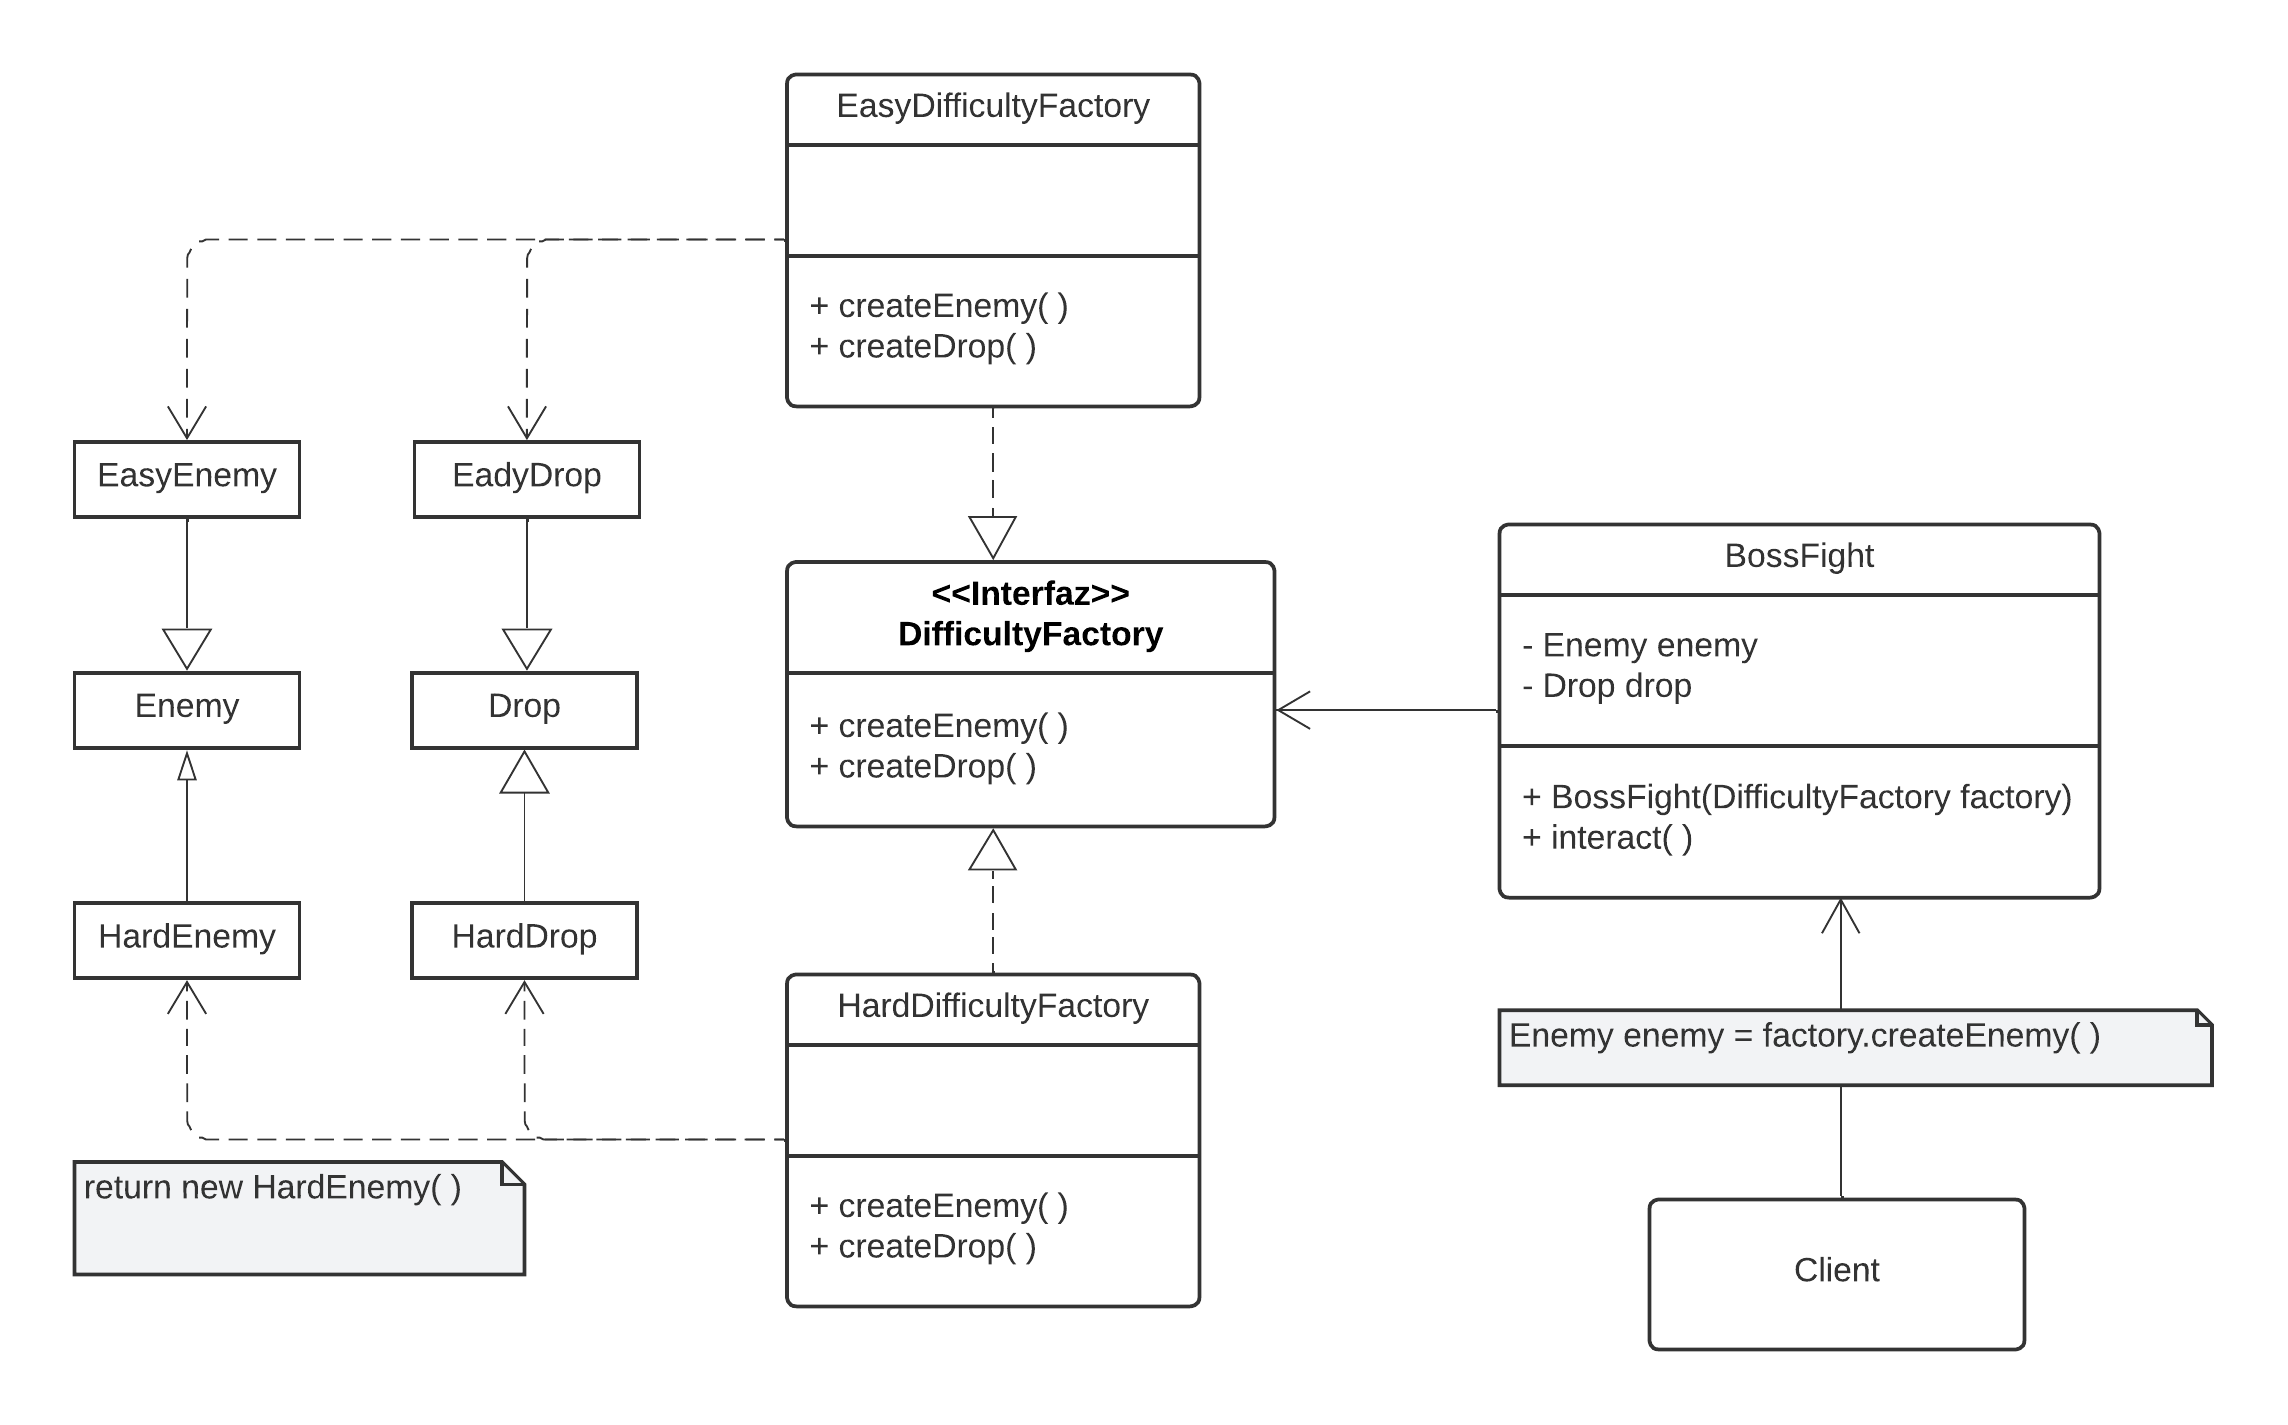 EasyDifficultyFactory
+ createEnemy( )
+ createDrop( )
EasyEnemy
EadyDrop
Enemy
Drop
HardEnemy
HardDrop
<<Interfaz>>
DifficultyFactory
+ createEnemy( )
+ createDrop( )
BossFight
- Enemy enemy
- Drop drop
+ BossFight(DifficultyFactory factory)
+ interact( )
HardDifficultyFactory
+ createEnemy( )
+ createDrop( )
return new HardEnemy( )
Enemy enemy = factory.createEnemy( )
Client